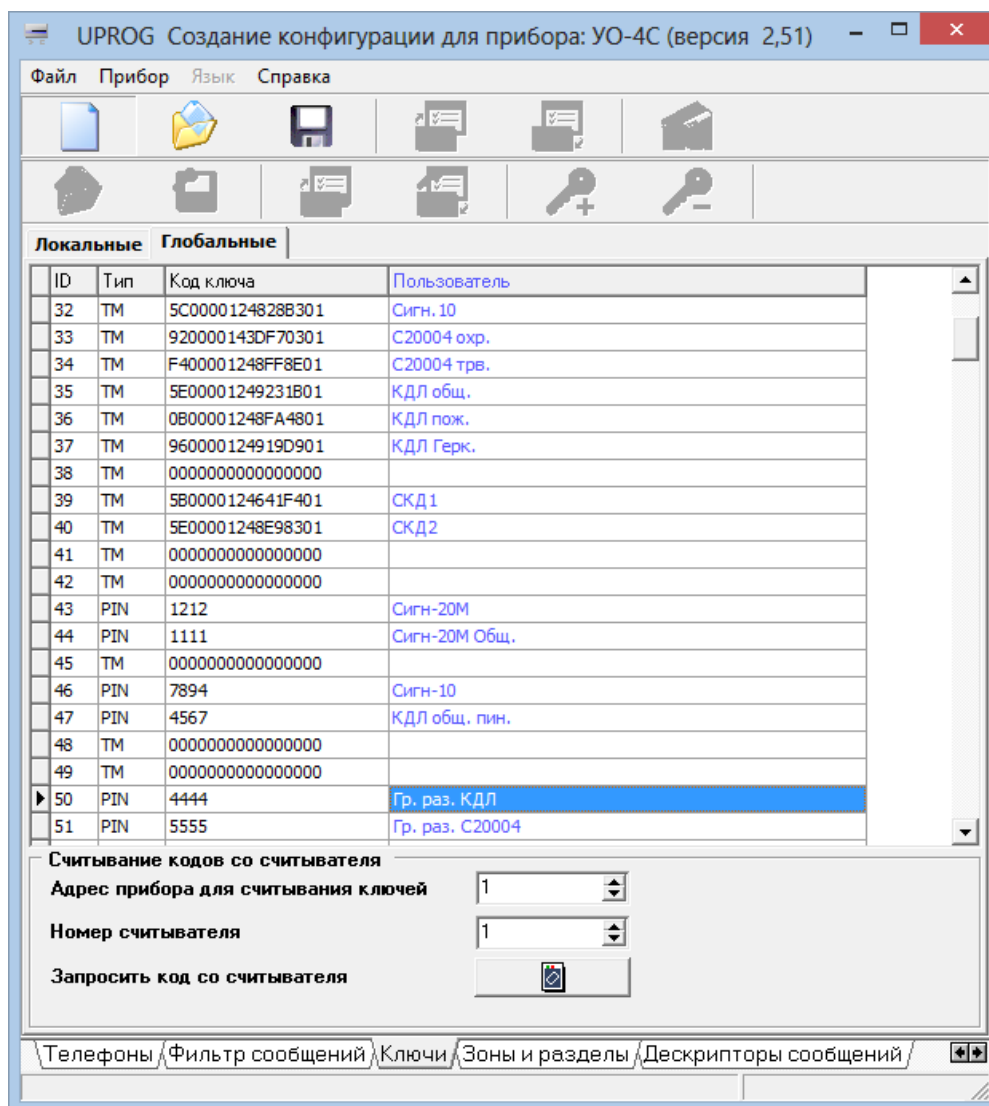 UPROG Создание конфигурации для прибора: УО-4С (версия 2,51)
Файл Прибор Язык Справка
Локальные Глобальные
ID Тип Код ключа Пользователь
32 TM 5C0000124828B301 Сигн.10
33 TM 920000143DF70301 С20004 охр.
34 TM F400001248FF8E01 С20004 трв.
35 TM 5E00001249231B01 КДЛ общ.
36 TM 0B00001248FA4801 КДЛ пож.
37 TM 960000124919D901 КДЛ Герк.
38 TM 0000000000000000
39 TM 5B0000124641F401 СКД1
40 TM 5E00001248E98301 СКД2
41 TM 0000000000000000
42 TM 0000000000000000
43 PIN 1212 Сигн-20М
44 PIN 1111 Сигн-20М Общ.
45 TM 0000000000000000
46 PIN 7894 Сигн-10
47 PIN 4567 КДЛ общ. пин.
48 TM 0000000000000000
49 TM 0000000000000000
50 PIN 4444 Гр. раз. КДЛ
51 PIN 5555 Гр. раз. С20004
Считывание кодов со считывателя
Адрес прибора для считывания ключей 1
Номер считывателя 1
Запросить код со считывателя
Телефоны Фильтр сообщений Ключи Зоны и разделы Дескрипторы сообщений